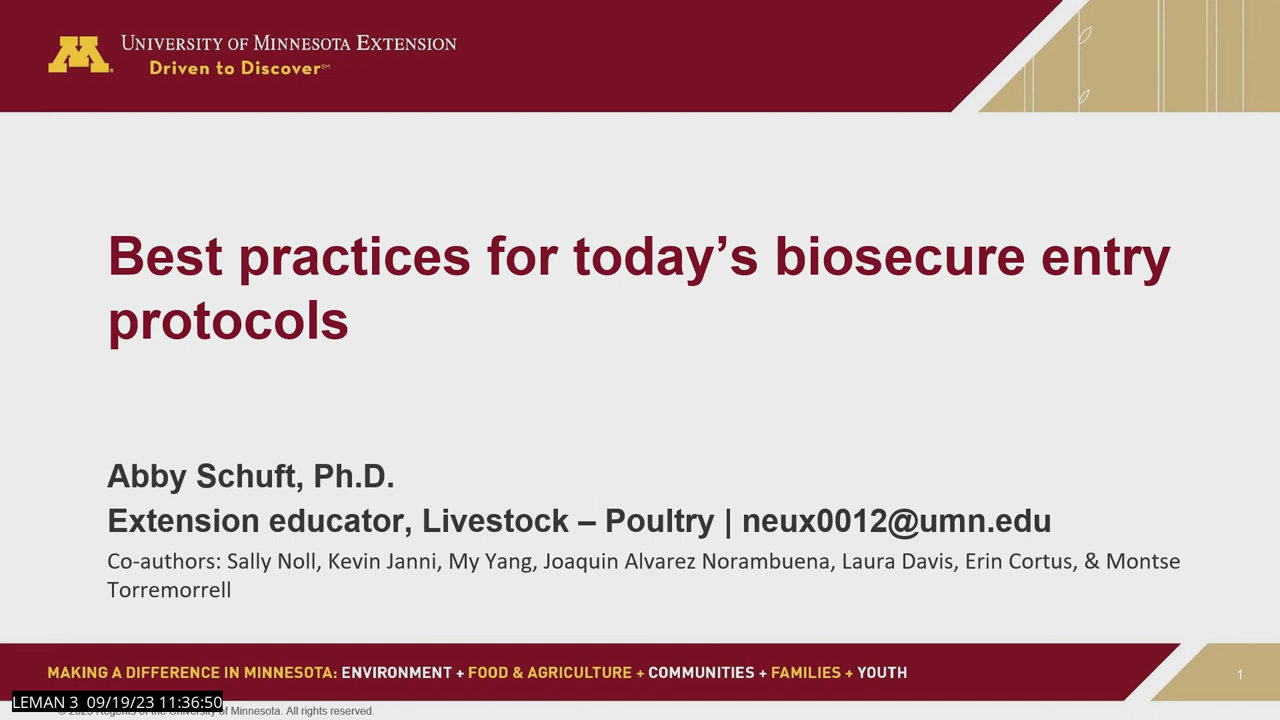 UNIVERSITY OF MINNESOTA EXTENSION
Driven to Discover℠
Best practices for today’s biosecure entry
protocols
Abby Schuft, Ph.D.
Extension educator, Livestock – Poultry | neux0012@umn.edu
Co-authors: Sally Noll, Kevin Janni, My Yang, Joaquin Alvarez Norambuena, Laura Davis, Erin Cortus, & Montse
Torremorrell
MAKING A DIFFERENCE IN MINNESOTA: ENVIRONMENT + FOOD & AGRICULTURE + COMMUNITIES + FAMILIES + YOUTH
1
LEMAN 3 09/19/23 11:36:50
of Minnesota. All rights reserved.